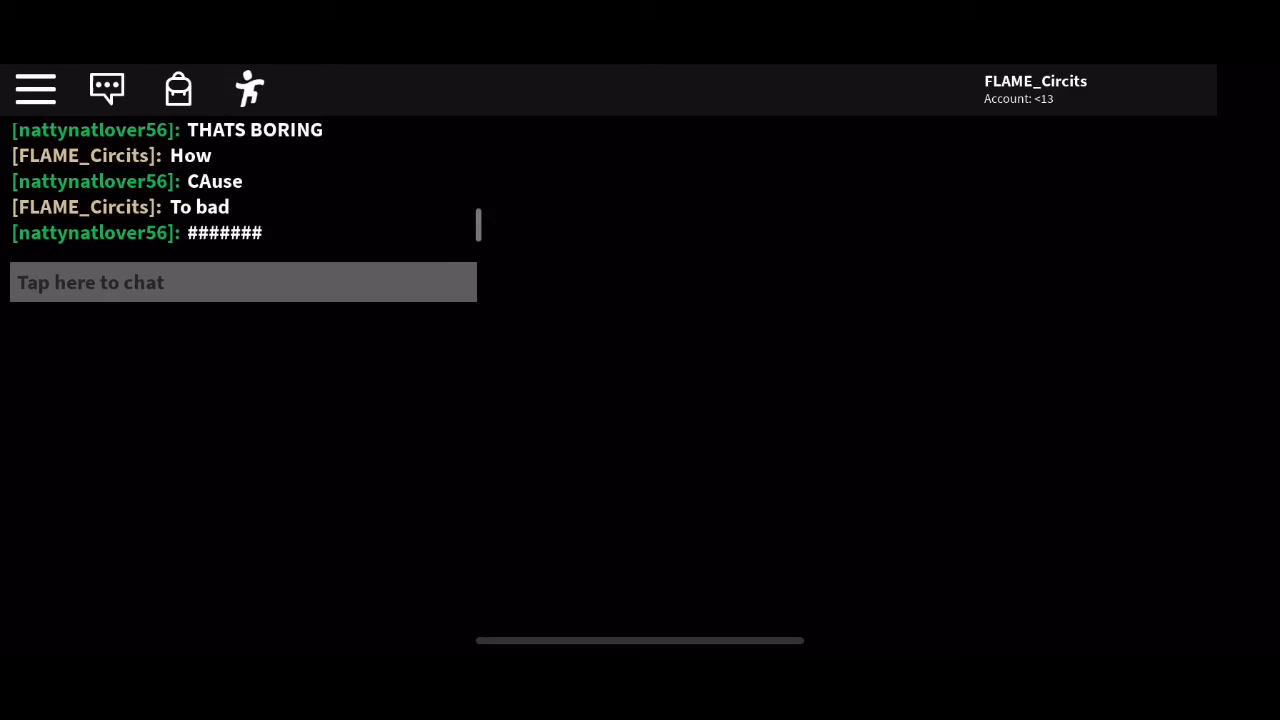 FLAME_Circits
Account: <13
[nattynatlover56]: THATS BORING
[FLAME_Circits]: How
[nattynatlover56]: CAuse
[FLAME_Circits]: To bad
[nattynatlover56]: #######
Tap here to chat